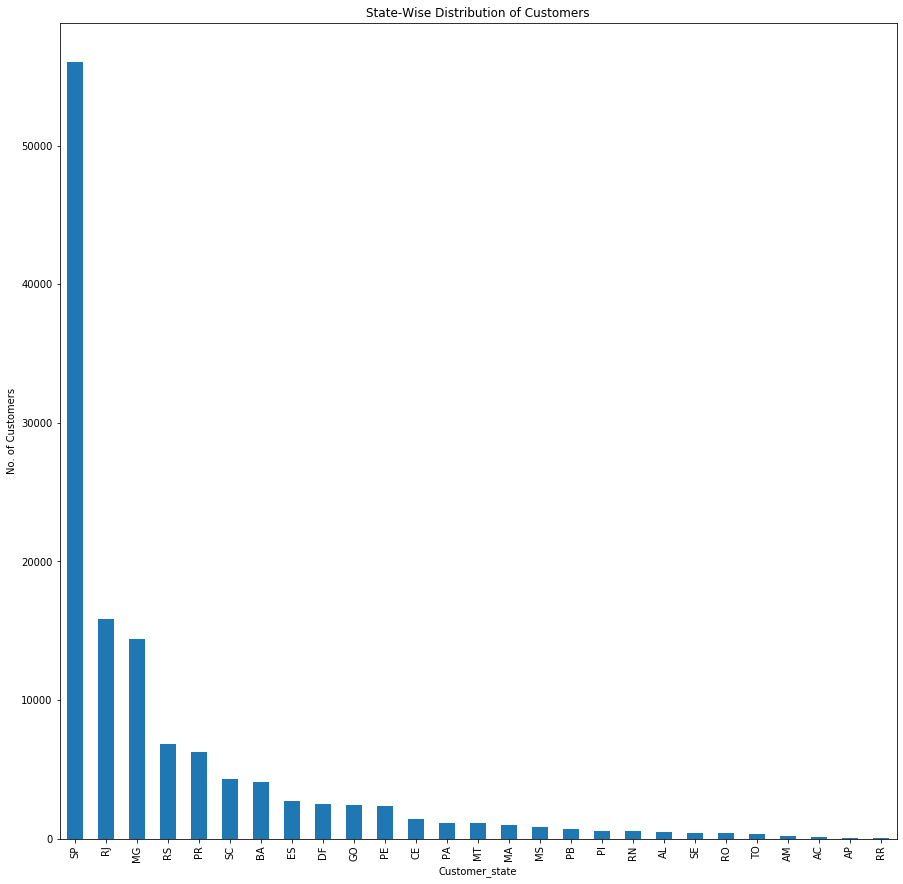 State-Wise Distribution of Customers
No. of Customers
50000
40000
30000
20000
10000
0
SP RJ MG RS PR SC BA ES DF GO PE CE PA MT MA MS PB PI RN AL SE RO TO AM AC AP RR
Customer_state